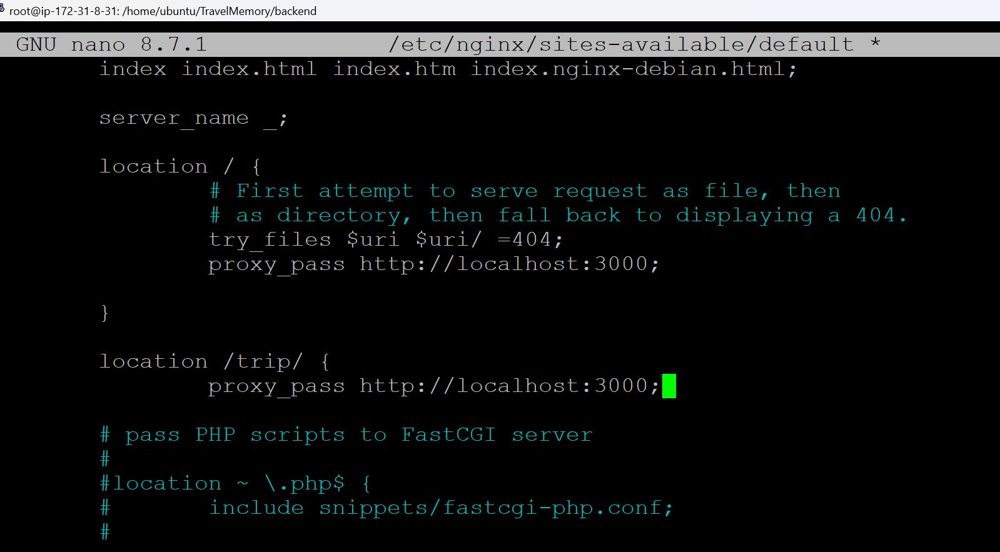 root@ip-172-31-8-31: /home/ubuntu/TravelMemory/backend
GNU nano 8.7.1 /etc/nginx/sites-available/default *
index index.html index.htm index.nginx-debian.html;
server_name _;
location / {
# First attempt to serve request as file, then
# as directory, then fall back to displaying a 404.
try_files $uri $uri/ =404;
proxy_pass http://localhost:3000;
}
location /trip/ {
proxy_pass http://localhost:3000;
# pass PHP scripts to FastCGI server
#
#location ~ \.php$ {
# include snippets/fastcgi-php.conf;
#